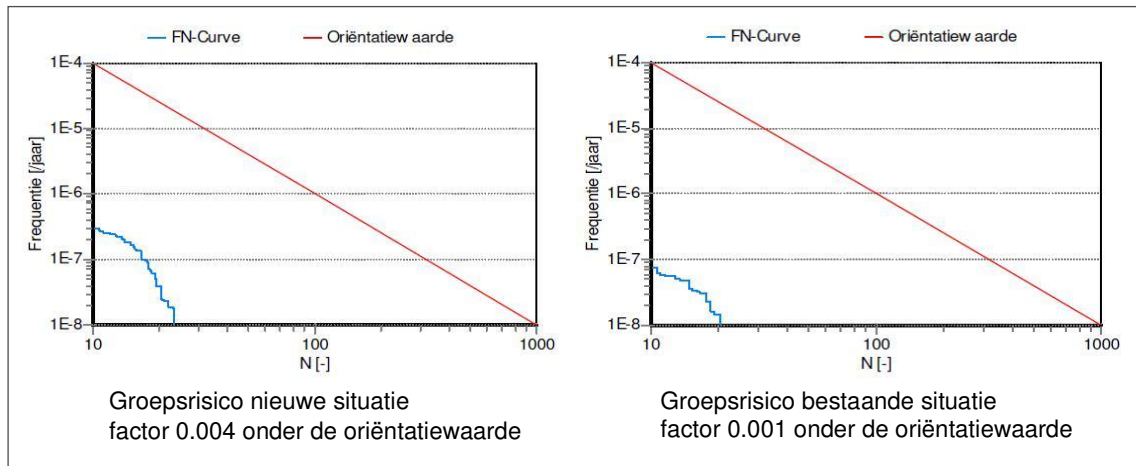 FN-Curve Oriëntatiew aarde
1E-4
1E-5
1E-6
1E-7
1E-8
Frequentie [/jaar]
10 100 1000
N [-]
Groepsrisico nieuwe situatie
factor 0.004 onder de oriëntatiewaarde
FN-Curve Oriëntatiew aarde
1E-4
1E-5
1E-6
1E-7
1E-8
Frequentie [/jaar]
10 100 1000
N [-]
Groepsrisico bestaande situatie
factor 0.001 onder de oriëntatiewaarde